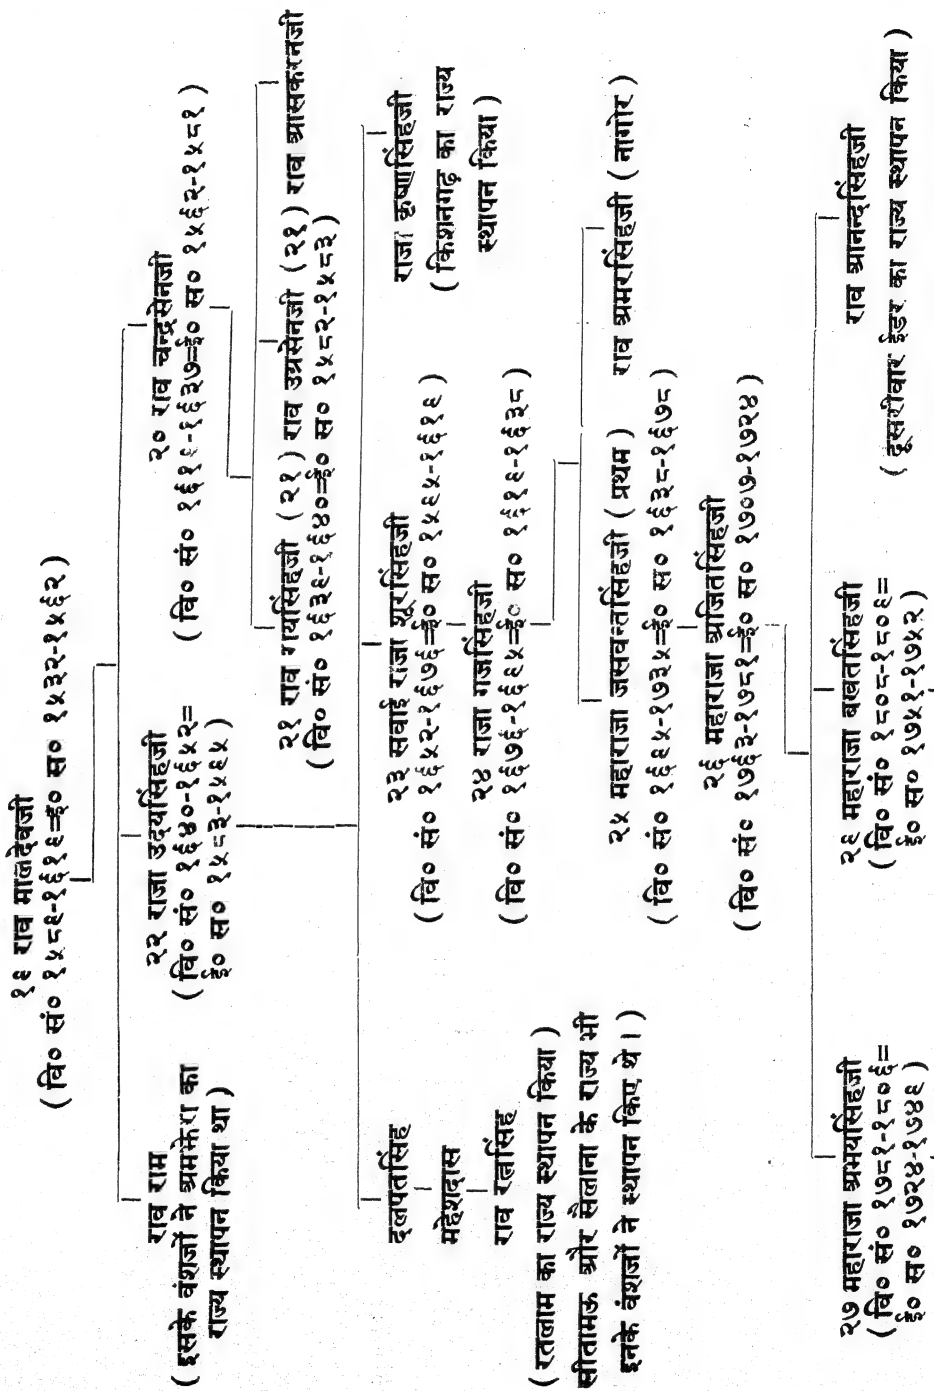 १९ राव मालदेवजी
( वि० सं० १५८९-१६१९=ई० स० १५३२-१५६२ )
राव राम
( इसके वंशजों ने अमझेरा का
राज्य स्थापन किया था )
२२ राजा उदयसिंहजी
( वि० सं० १६४०-१६५२=
ई० स० १५८३-१५९५ )
२० राव चन्द्रसेनजी
( वि० सं० १६१९-१६३७=ई० स० १५६२-१५८१ )
२१ राव रायसिंहजी (२१) राव उग्रसेनजी (२१) राव आसकरनजी
( वि० सं० १६३९-१६४०=ई० स० १५८२-१५८३ )
दलपतसिंह
महेशदास
राव रत्नसिंह
( रतलाम का राज्य स्थापन किया )
सीतामऊ और सैलाना के राज्य भी
इनके वंशजों ने स्थापन किए थे । )
२३ सवाई राजा शूरसिंहजी
( वि० सं० १६५२-१६७६=ई० स० १५९५-१६१९ )
२४ राजा गजसिंहजी
( वि० सं० १६७६-१६९५=ई० स० १६१९-१६३८ )
राजा कृष्णसिंहजी
( किशनगढ़ का राज्य
स्थापन किया )
२५ महाराजा जसवन्तसिंहजी ( प्रथम ) राव अमरसिंहजी ( नागोर )
( वि० सं० १६९५-१७३५=ई० स० १६३८-१६७८ )
२६ महाराजा अजितसिंहजी
( वि० सं० १७६३-१७८१=ई० स० १७०७-१७२४ )
२७ महाराजा अभयसिंहजी
( वि० सं० १७८१-१८०६=
ई० स० १७२४-१७४९ )
२९ महाराजा बखतसिंहजी
( वि० सं० १८०८-१८०९=
ई० स० १७५१-१७५२ )
राव आनन्दसिंहजी
( दूसरीवार ईडर का राज्य स्थापन किया )